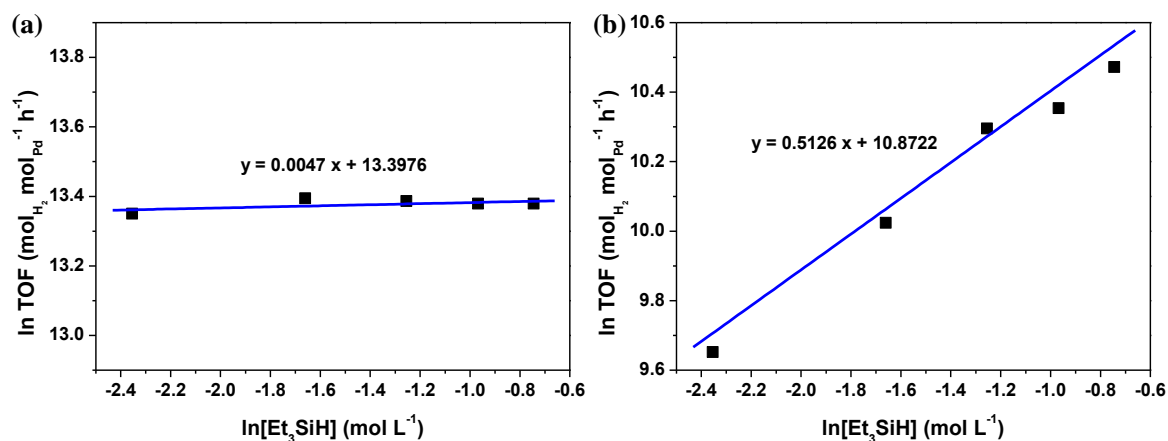 (a)
ln TOF (mol_H₂ mol_Pd⁻¹ h⁻¹)
13.8
13.6
13.4
13.2
13.0
y = 0.0047 x + 13.3976
-2.4 -2.2 -2.0 -1.8 -1.6 -1.4 -1.2 -1.0 -0.8 -0.6
ln[Et₃SiH] (mol L⁻¹)
(b)
ln TOF (mol_H₂ mol_Pd⁻¹ h⁻¹)
10.6
10.4
10.2
10.0
9.8
9.6
y = 0.5126 x + 10.8722
-2.4 -2.2 -2.0 -1.8 -1.6 -1.4 -1.2 -1.0 -0.8 -0.6
ln[Et₃SiH] (mol L⁻¹)